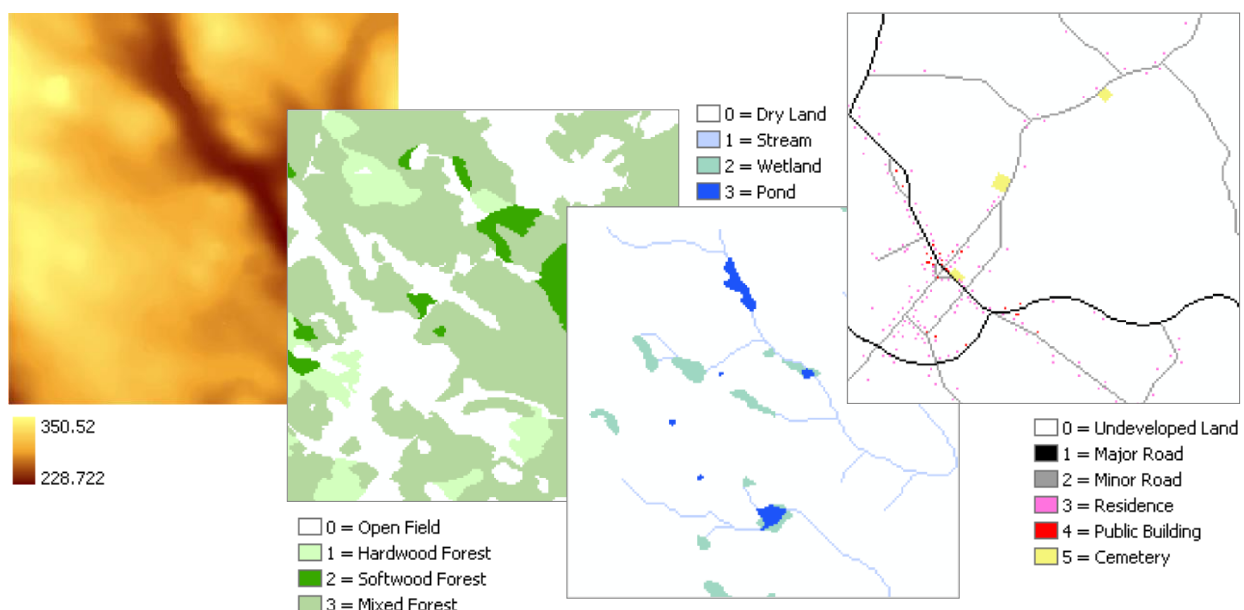 350.52
228.722
0 = Open Field
1 = Hardwood Forest
2 = Softwood Forest
3 = Mixed Forest
0 = Dry Land
1 = Stream
2 = Wetland
3 = Pond
0 = Undeveloped Land
1 = Major Road
2 = Minor Road
3 = Residence
4 = Public Building
5 = Cemetery